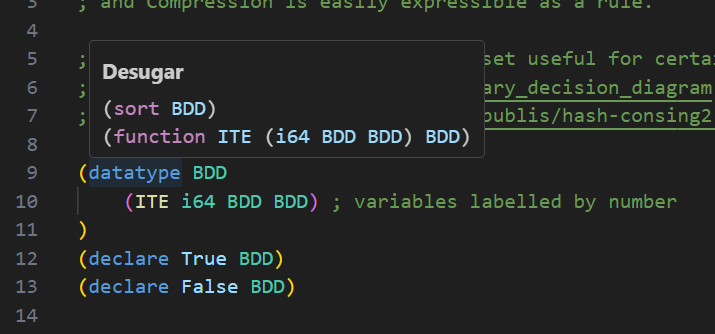 ; and Compression is easily expressible as a rule.
4
5 ; set useful for certa
6 ; ary_decision_diagram
7 ; publis/hash-consing2
8
Desugar
(sort BDD)
(function ITE (i64 BDD BDD) BDD)
9 (datatype BDD
10 (ITE i64 BDD BDD) ; variables labelled by number
11 )
12 (declare True BDD)
13 (declare False BDD)
14